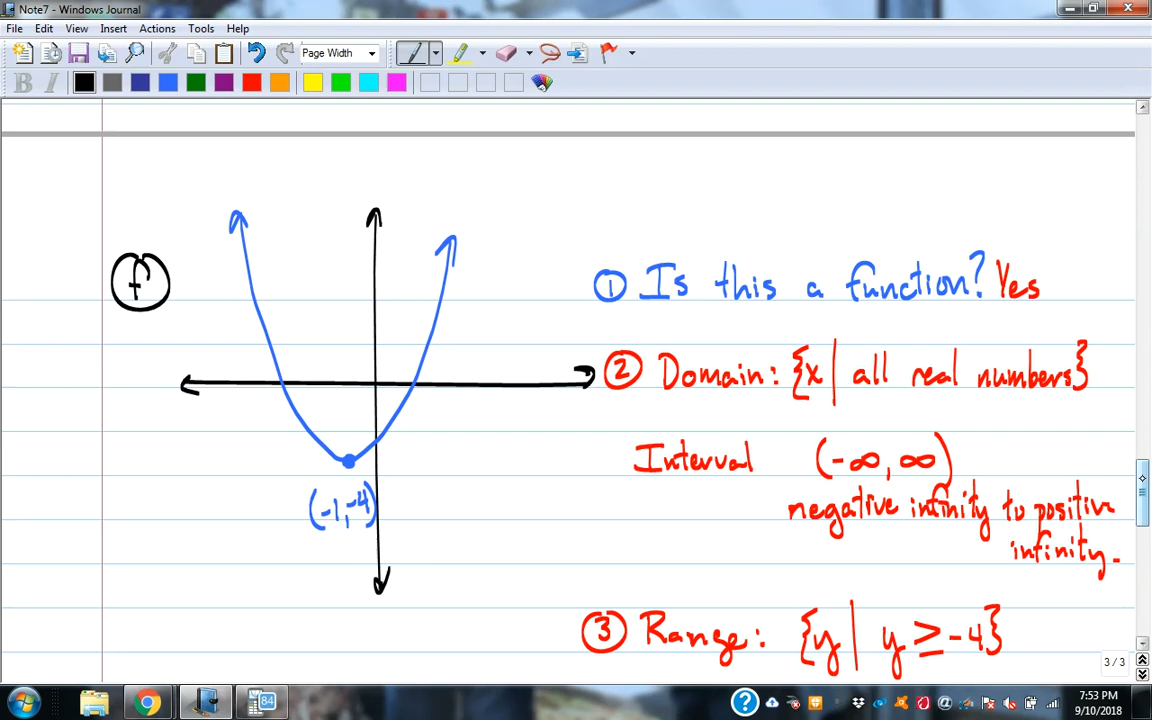 Note7 - Windows Journal
File Edit View Insert Actions Tools Help
Page Width
B I
f
① Is this a function? Yes
② Domain: {x| all real numbers}
Interval (-∞, ∞)
negative infinity to positive
infinity.
(-1,-4)
③ Range: {y| y ≥ -4}
3 / 3
84
7:53 PM
9/10/2018